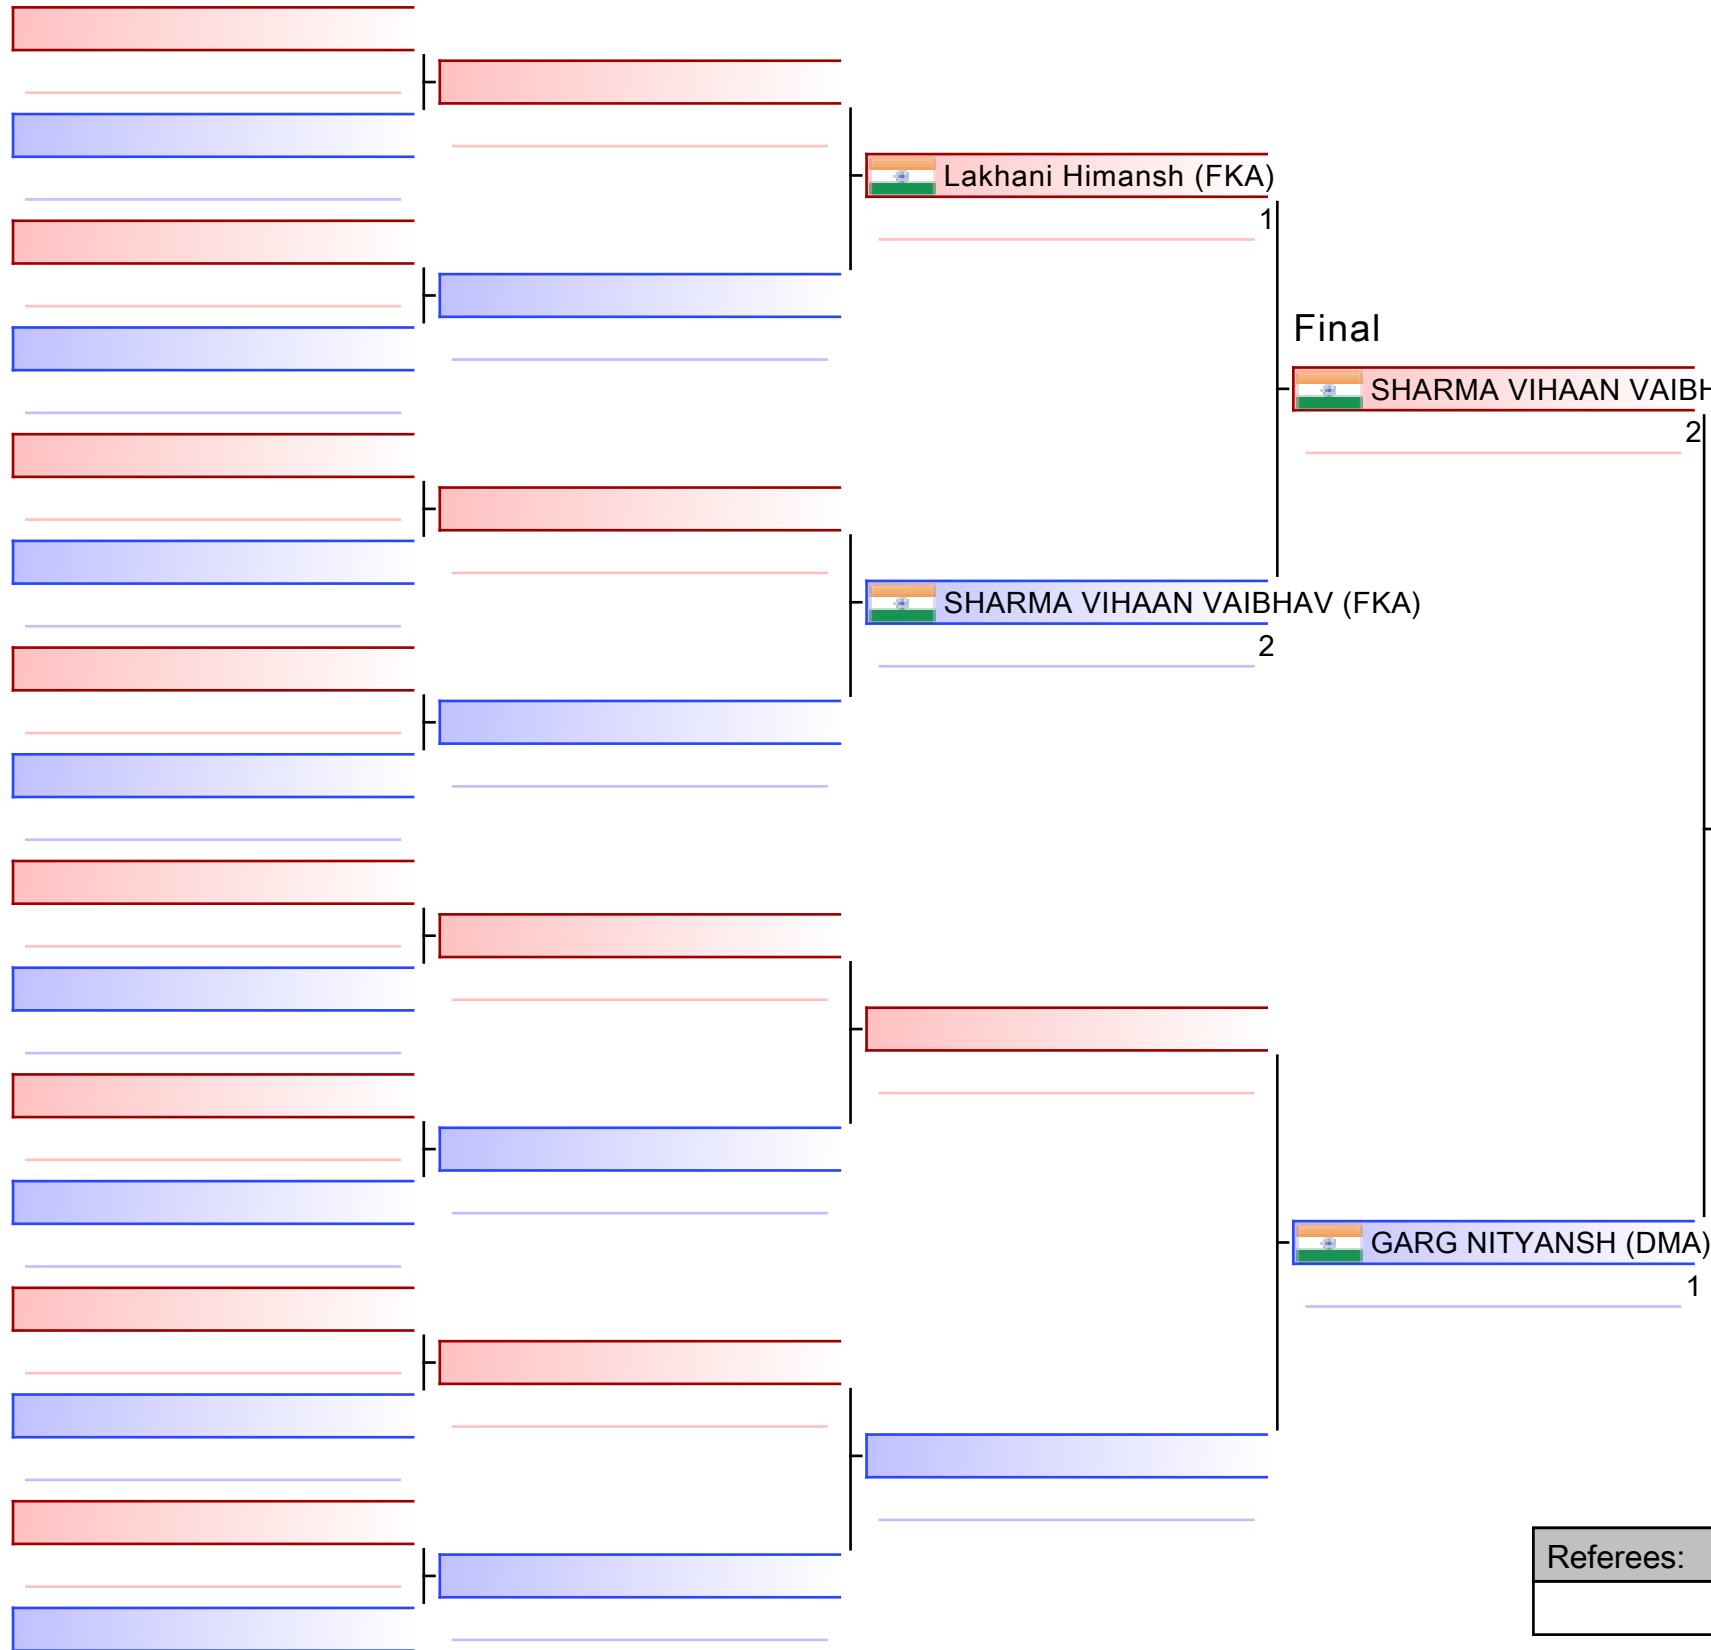 Lakhani Himansh (FKA)
1
Final
SHARMA VIHAAN VAIBH
2
SHARMA VIHAAN VAIBHAV (FKA)
2
GARG NITYANSH (DMA)
1
Referees: